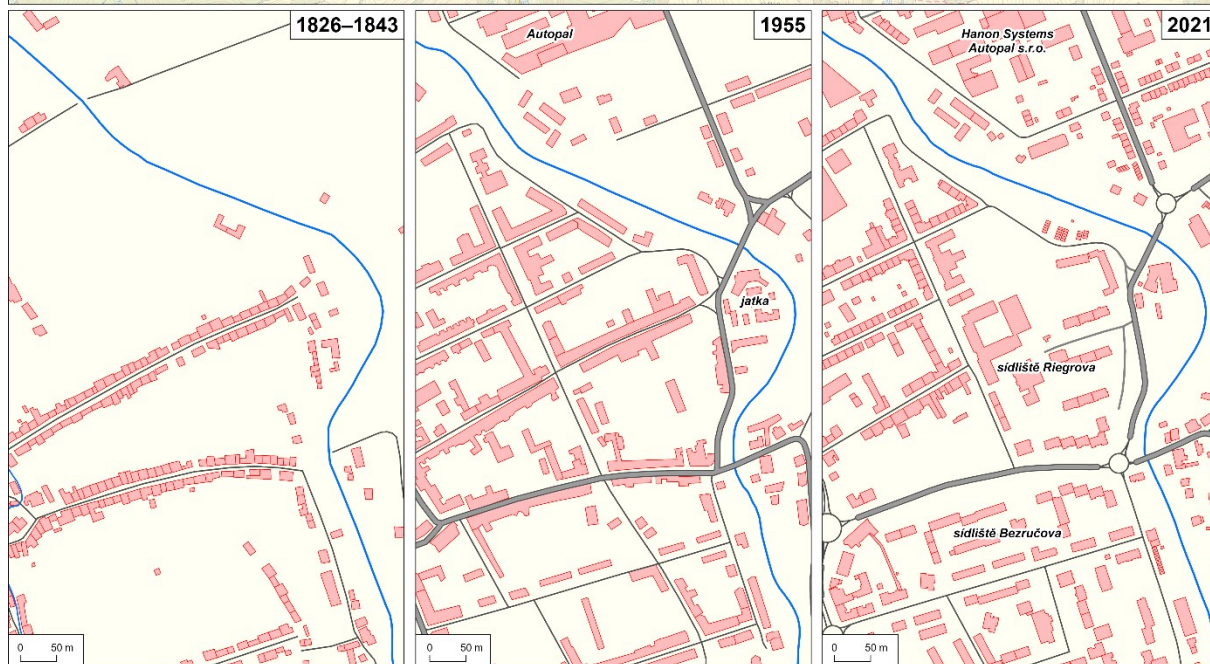 1826–1843
0 50 m
1955
Autopal
jatka
0 50 m
2021
Hanon Systems
Autopal s.r.o.
sídliště Riegrova
sídliště Bezručova
0 50 m